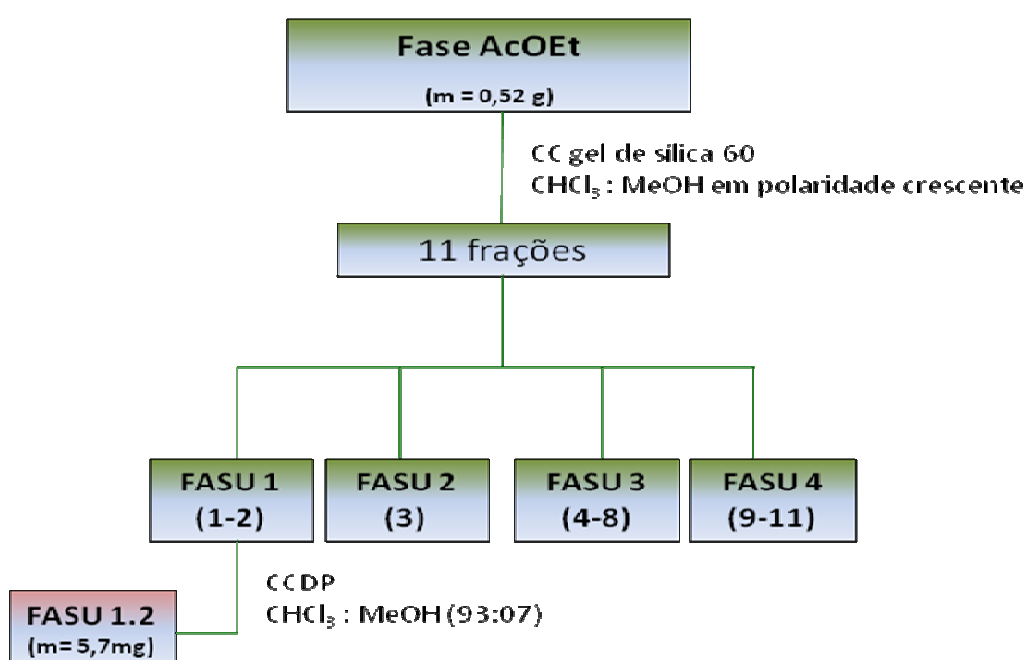 Fase AcOEt
(m = 0,52 g)
CC gel de sílica 60
CHCl₃ : MeOH em polaridade crescente
11 frações
FASU 1
(1-2)
FASU 2
(3)
FASU 3
(4-8)
FASU 4
(9-11)
CCDP
CHCl₃ : MeOH (93:07)
FASU 1.2
(m= 5,7mg)